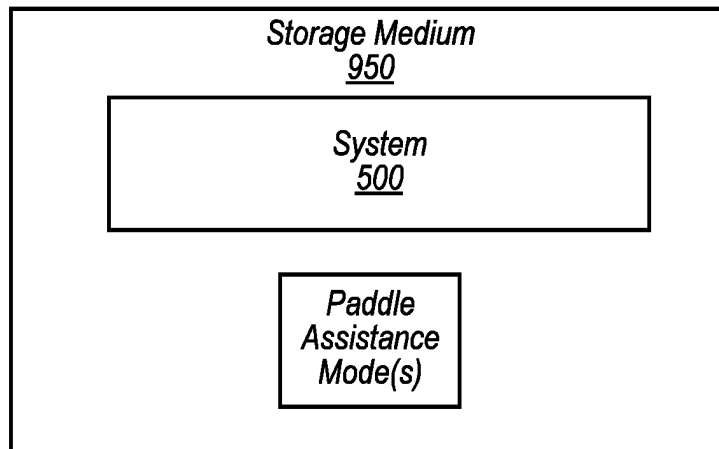 Storage Medium
950
System
500
Paddle
Assistance
Mode(s)